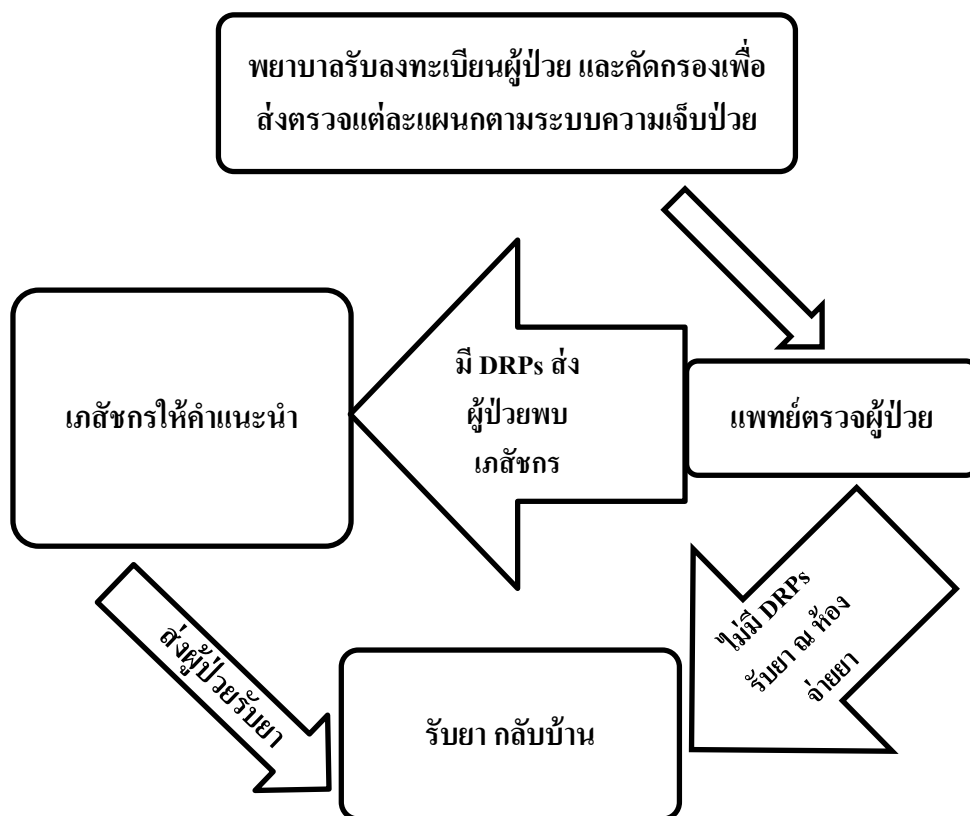 พยาบาลรับลงทะเบียนผู้ป่วย และคัดกรองเพื่อ
ส่งตรวจแต่ละแผนกตามระบบความเจ็บป่วย
เภสัชกรให้คำแนะนำ
มี DRPs ส่ง
ผู้ป่วยพบ
เภสัชกร
แพทย์ตรวจผู้ป่วย
ส่งผู้ป่วยรับยา
ไม่มี DRPs
รับยา ณ ห้อง
จ่ายยา
รับยา กลับบ้าน